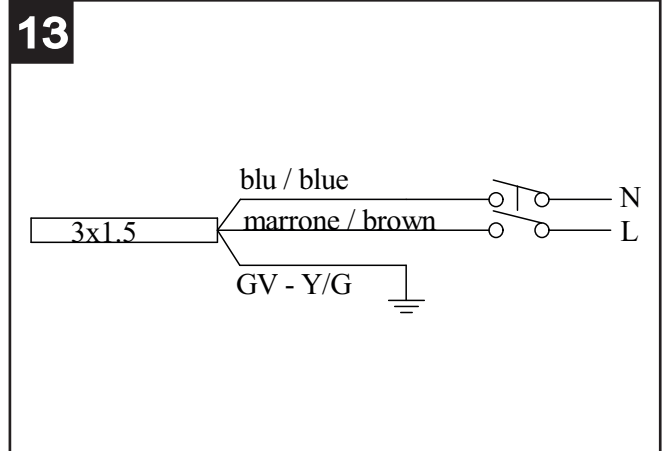 13
blu / blue
N
marrone / brown
L
3x1.5
GV - Y/G